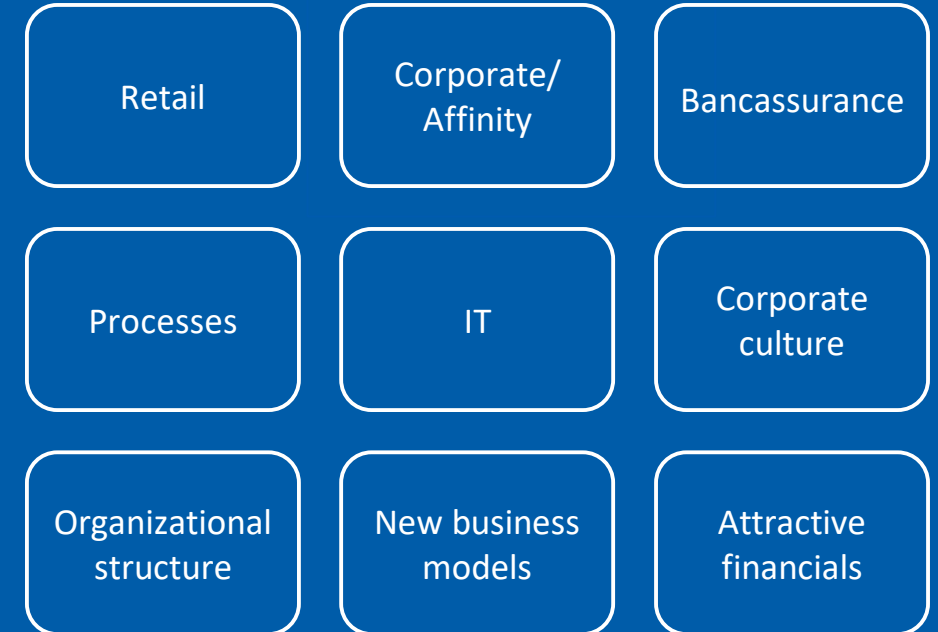 Retail
Corporate/
Affinity
Bancassurance
Processes
IT
Corporate
culture
Organizational
structure
New business
models
Attractive
financials